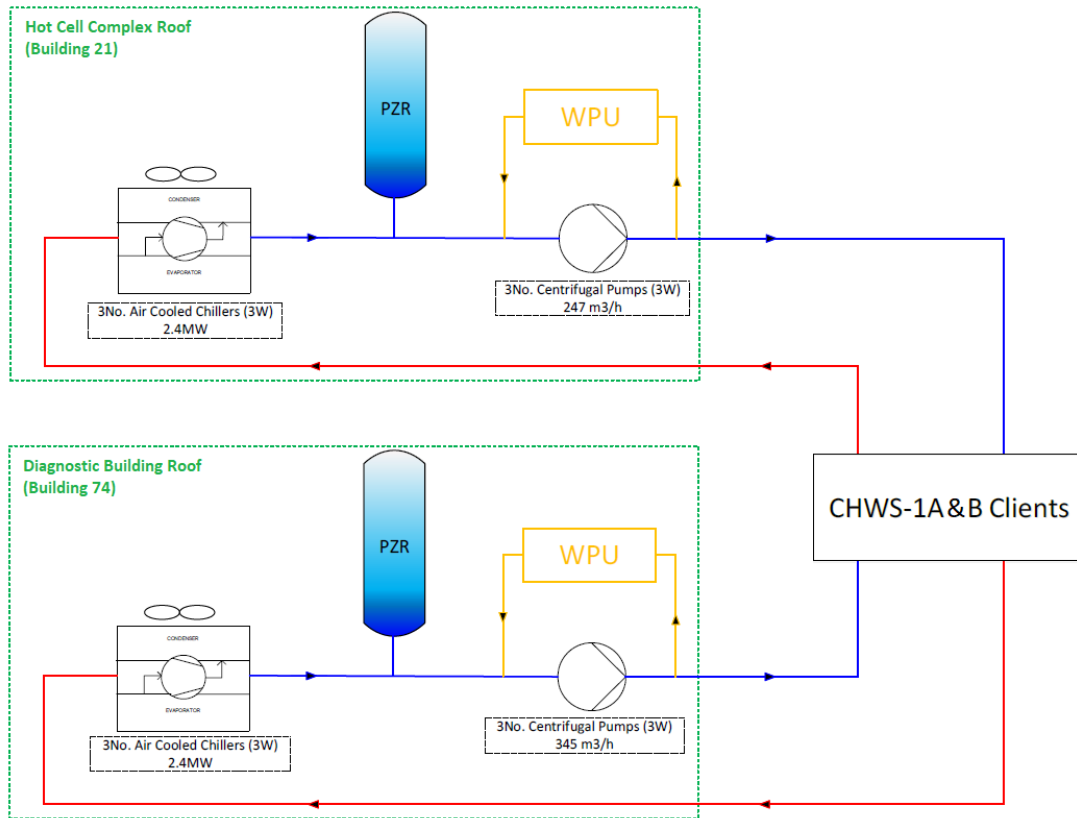 Hot Cell Complex Roof
(Building 21)
PZR
WPU
CONDENSER
EVAPORATOR
3No. Air Cooled Chillers (3W)
2.4MW
3No. Centrifugal Pumps (3W)
247 m3/h
Diagnostic Building Roof
(Building 74)
PZR
WPU
CONDENSER
EVAPORATOR
3No. Air Cooled Chillers (3W)
2.4MW
3No. Centrifugal Pumps (3W)
345 m3/h
CHWS-1A&B Clients